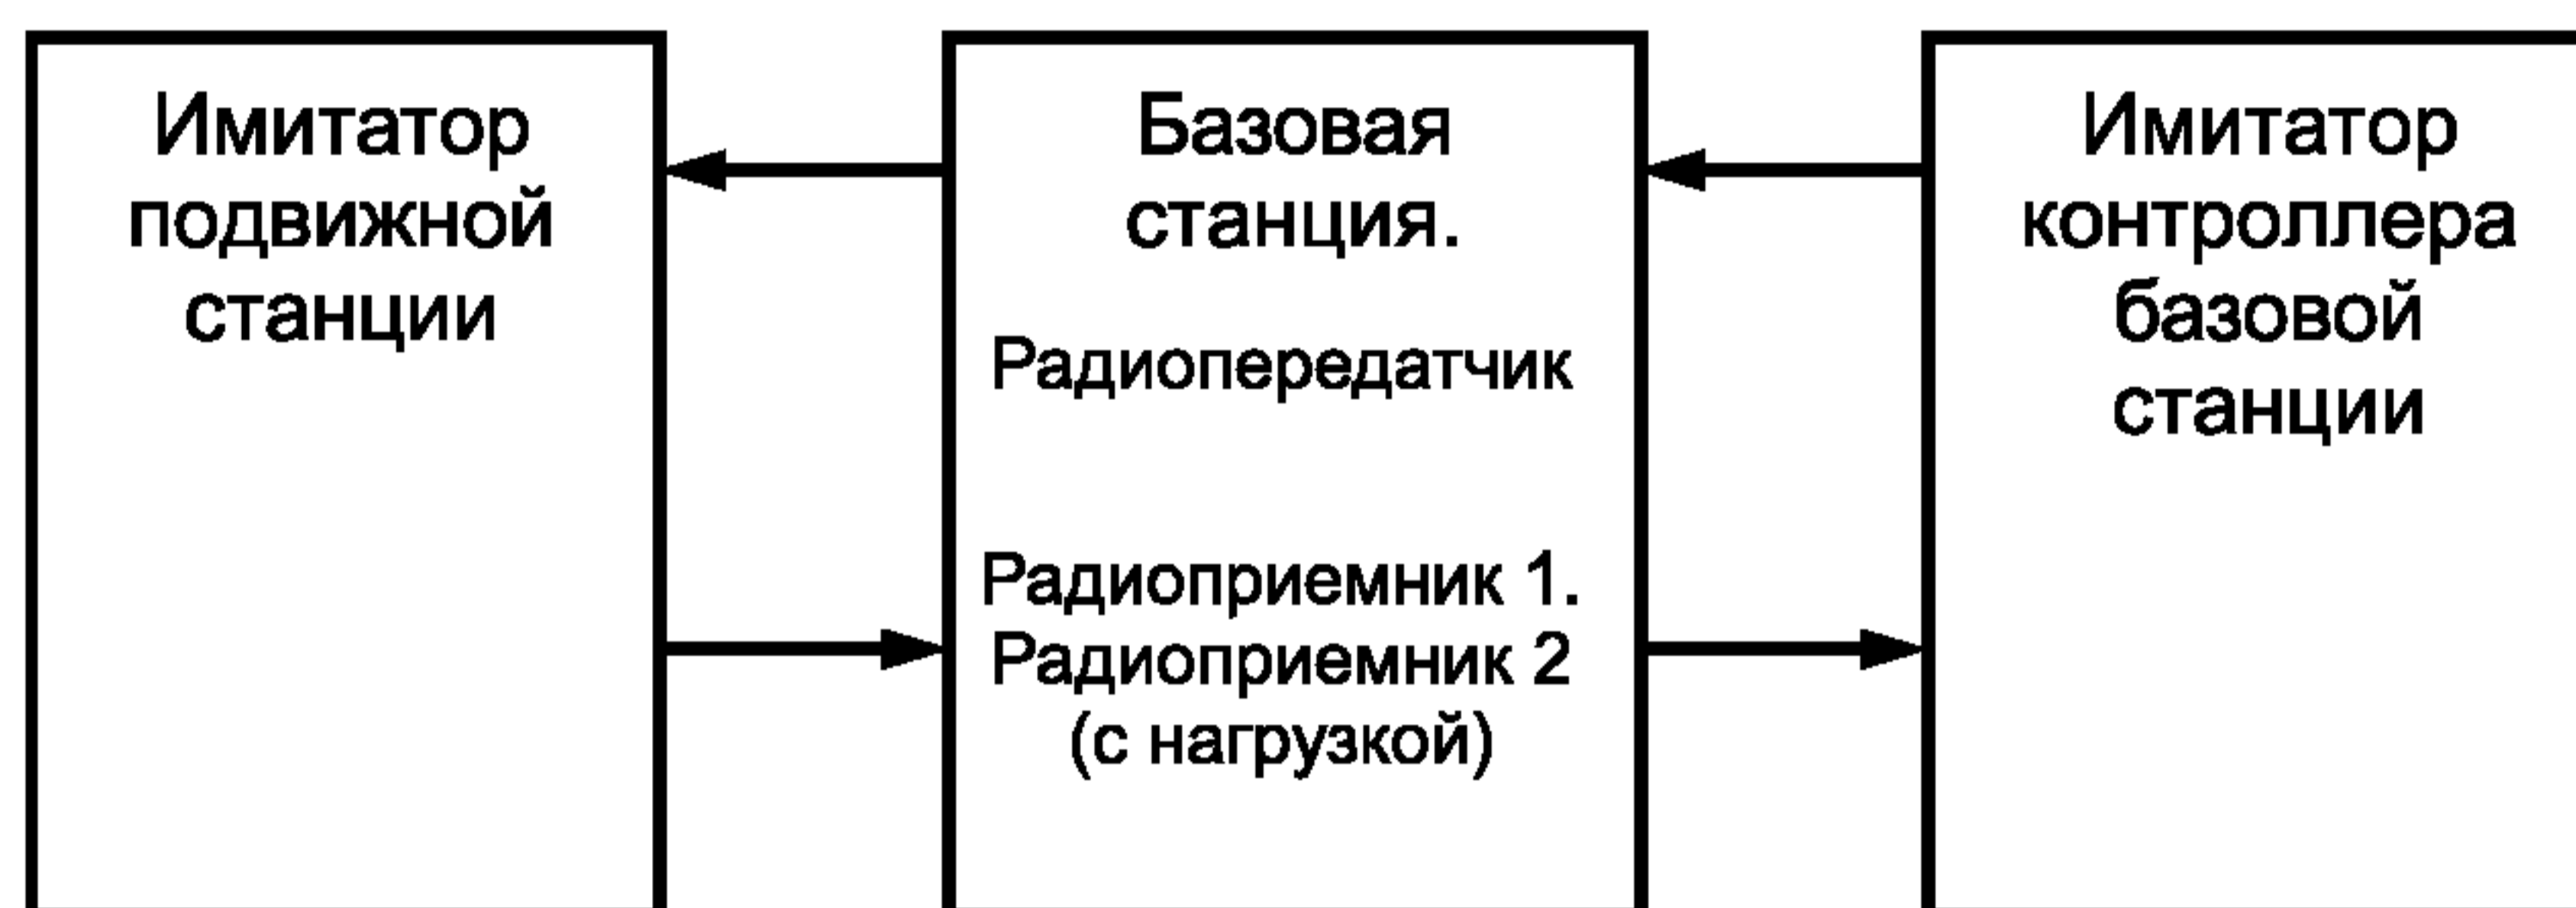 Имитатор
подвижной
станции
Базовая
станция.
Радиопередатчик
Радиоприемник 1.
Радиоприемник 2
(с нагрузкой)
Имитатор
контроллера
базовой
станции